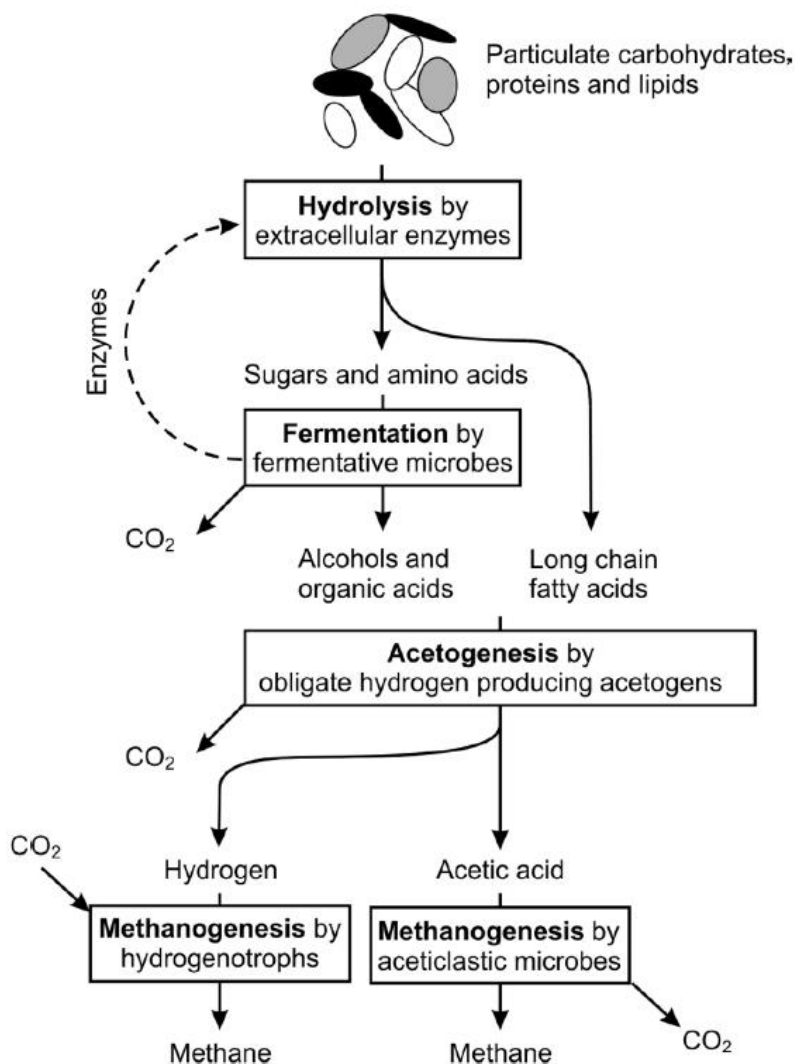 Particulate carbohydrates,
proteins and lipids
Hydrolysis by
extracellular enzymes
Enzymes
Sugars and amino acids
Fermentation by
fermentative microbes
CO₂
Alcohols and
organic acids
Long chain
fatty acids
Acetogenesis by
obligate hydrogen producing acetogens
CO₂
CO₂
Hydrogen
Acetic acid
Methanogenesis by
hydrogenotrophs
Methanogenesis by
aceticlastic microbes
CO₂
Methane
Methane